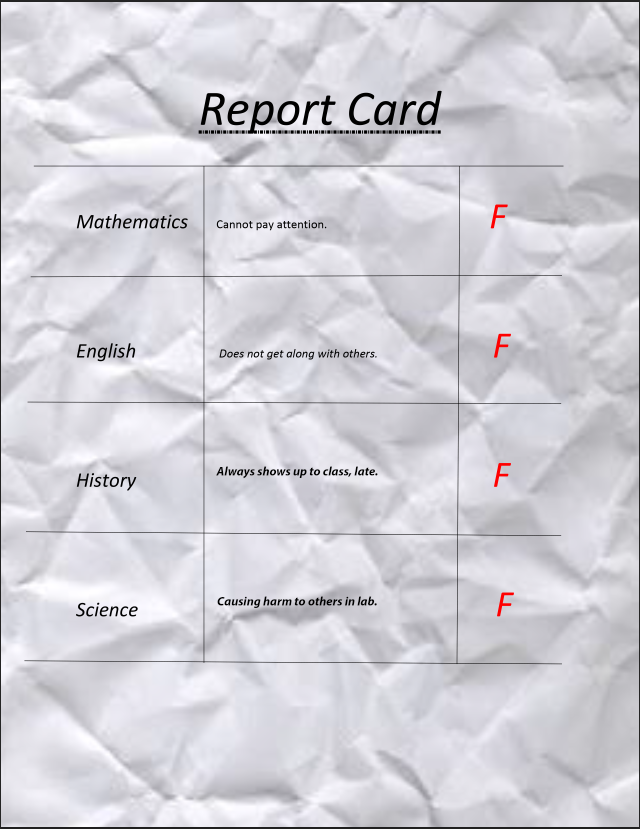 Report Card
Mathematics Cannot pay attention. F
English Does not get along with others. F
History Always shows up to class, late. F
Science Causing harm to others in lab. F